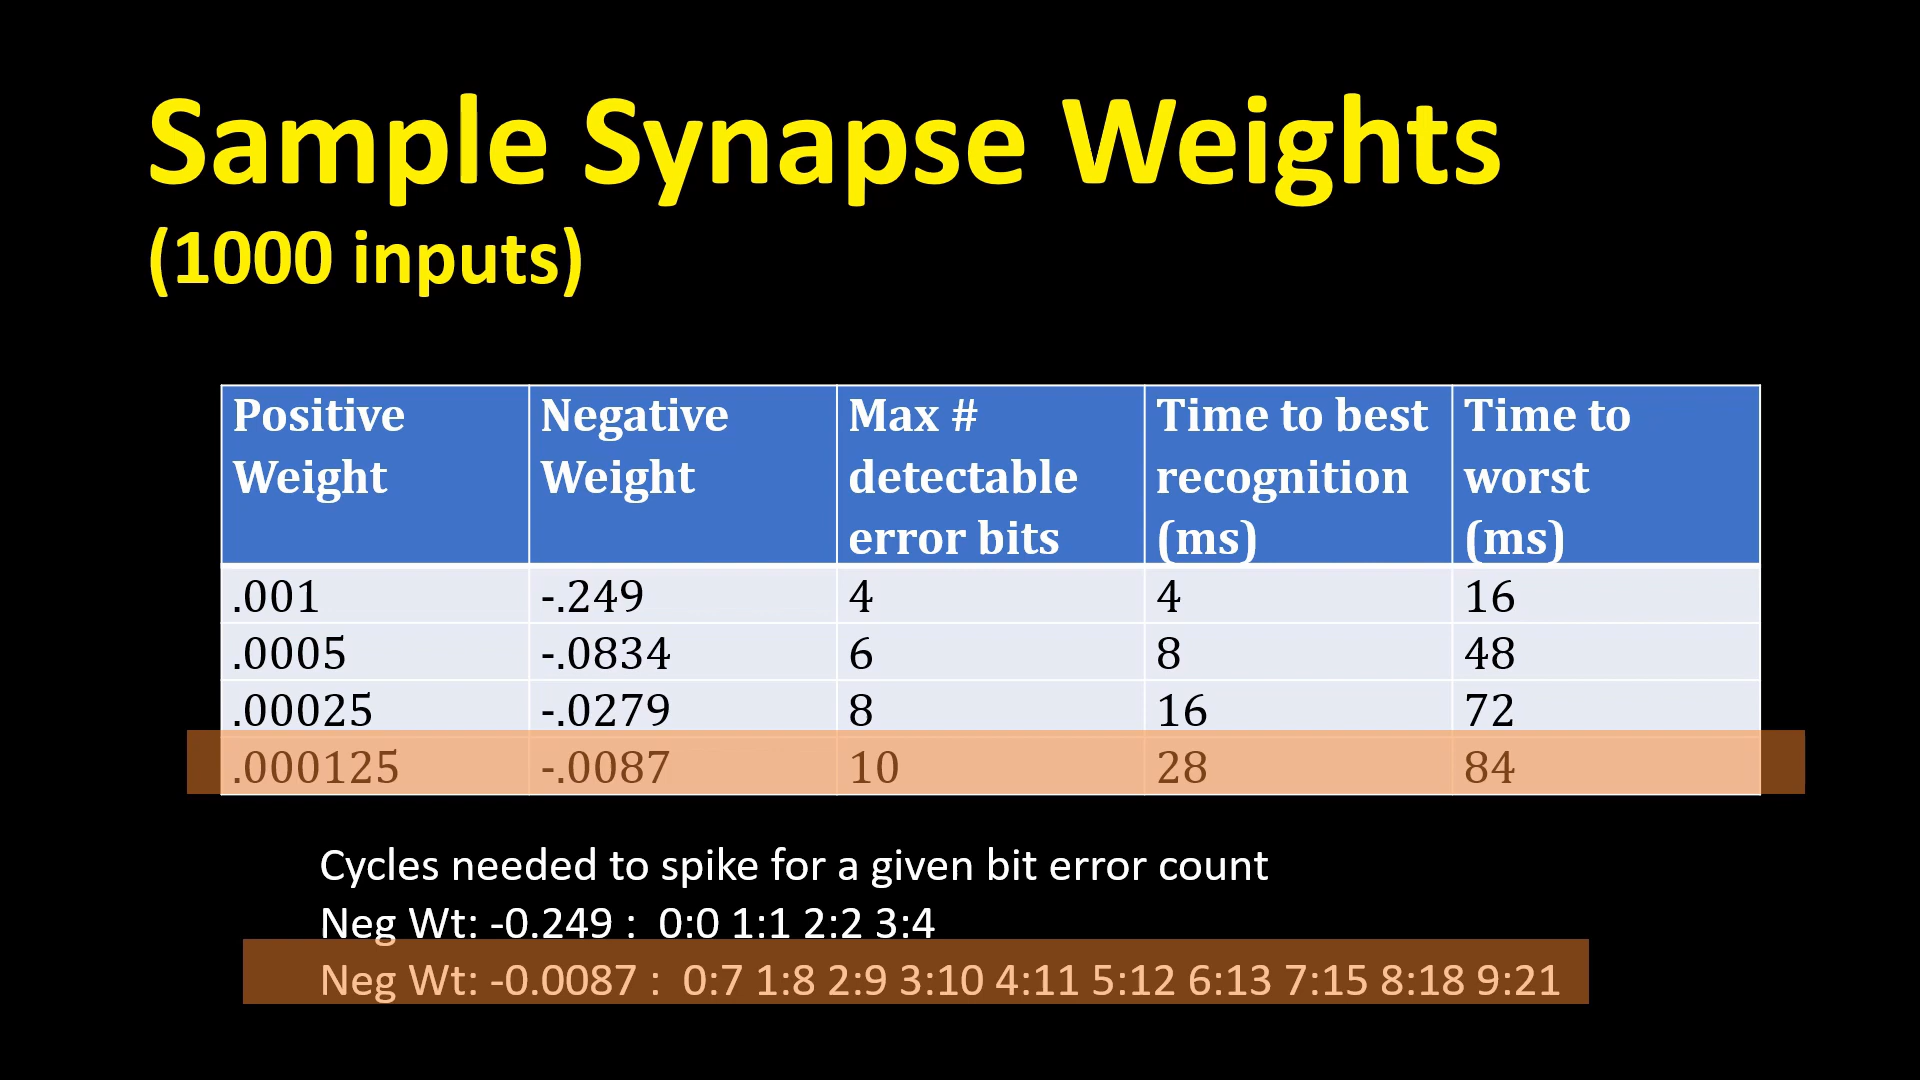 Sample Synapse Weights
(1000 inputs)
Positive Weight | Negative Weight | Max # detectable error bits | Time to best recognition (ms) | Time to worst (ms)
.001 | -.249 | 4 | 4 | 16
.0005 | -.0834 | 6 | 8 | 48
.00025 | -.0279 | 8 | 16 | 72
.000125 | -.0087 | 10 | 28 | 84
Cycles needed to spike for a given bit error count
Neg Wt: -0.249 : 0:0 1:1 2:2 3:4
Neg Wt: -0.0087 : 0:7 1:8 2:9 3:10 4:11 5:12 6:13 7:15 8:18 9:21